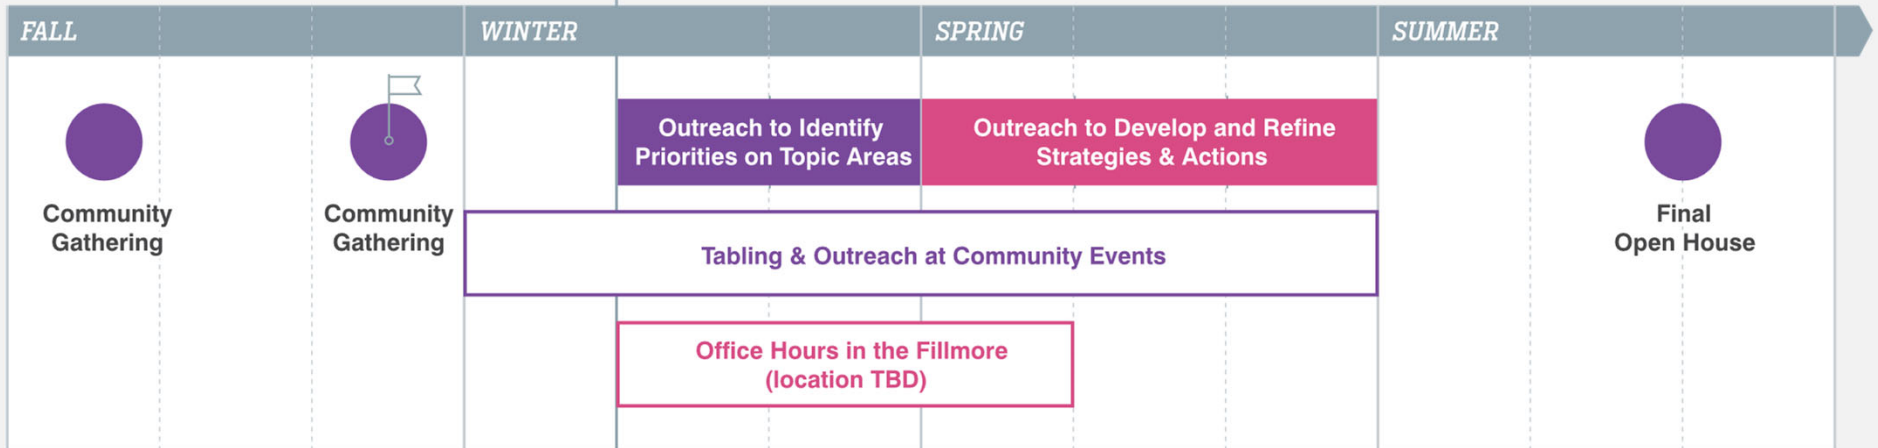 FALL
WINTER
SPRING
SUMMER
Community
Gathering
Community
Gathering
Outreach to Identify
Priorities on Topic Areas
Outreach to Develop and Refine
Strategies & Actions
Final
Open House
Tabling & Outreach at Community Events
Office Hours in the Fillmore
(location TBD)